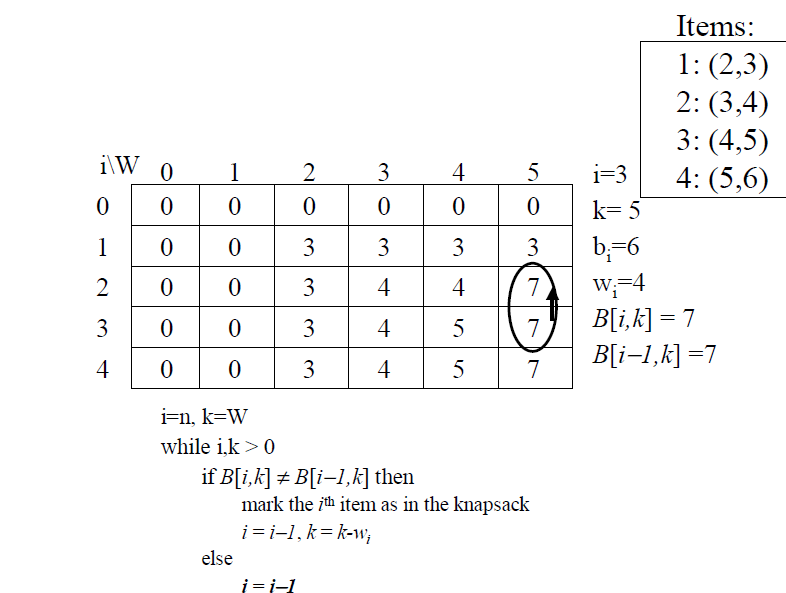 Items:
1: (2,3)
2: (3,4)
3: (4,5)
4: (5,6)
i\W 0 1 2 3 4 5
0 0 0 0 0 0 0
1 0 0 3 3 3 3
2 0 0 3 4 4 7
3 0 0 3 4 5 7
4 0 0 3 4 5 7
i=3
k= 5
bᵢ=6
wᵢ=4
B[i,k] = 7
B[i–1,k] =7
i=n, k=W
while i,k > 0
if B[i,k] ≠ B[i–1,k] then
mark the iᵗʰ item as in the knapsack
i = i–1, k = k-wᵢ
else
i = i–1